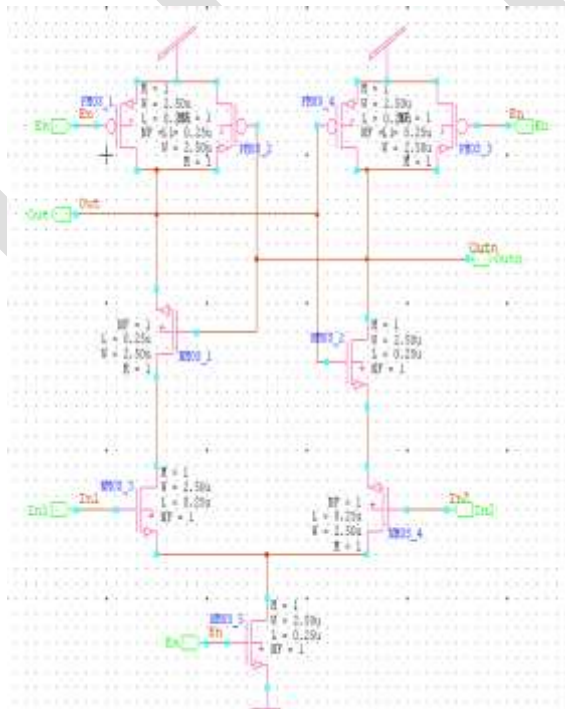 M = 1
W = 2.50u
PMOS_1
En
En
NF = 1
L = 0.25u
W = 2.50u
M = 1
PMOS_2
M = 1
W = 2.50u
PMOS_4
L = 0.25u
W = 2.50u
M = 1
PMOS_3
En
En
Out
Out
Outn
Outn
NF = 1
L = 0.25u
W = 2.50u
M = 1
NMOS_1
M = 1
W = 2.50u
L = 0.25u
NF = 1
NMOS_2
NMOS_3
M = 1
W = 2.50u
L = 0.25u
NF = 1
In1
In1
NF = 1
L = 0.25u
W = 2.50u
M = 1
NMOS_4
In2
In2
NMOS_5
M = 1
W = 2.50u
L = 0.25u
NF = 1
En
En